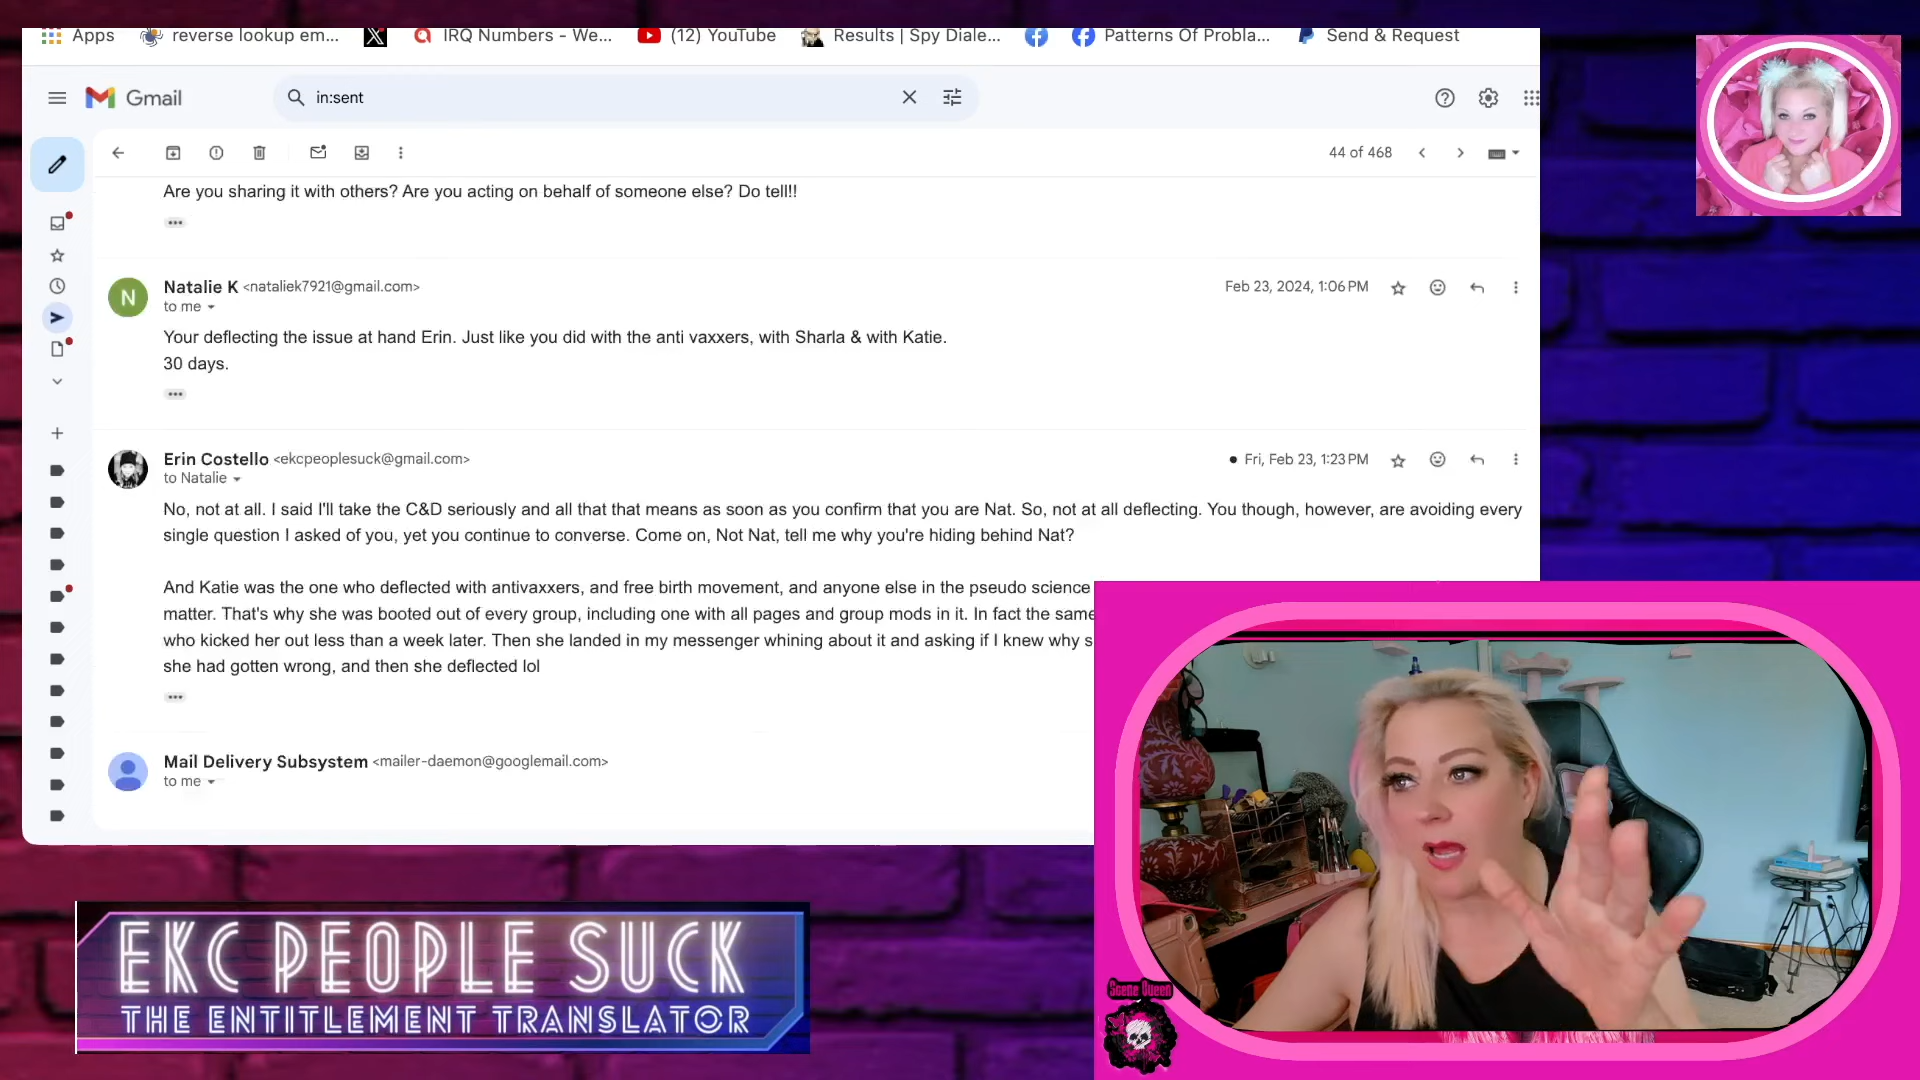 Apps reverse lookup em... IRQ Numbers - We... (12) YouTube Results | Spy Diale... Patterns Of Probla... Send & Request
Gmail in:sent
44 of 468
Are you sharing it with others? Are you acting on behalf of someone else? Do tell!!
N Natalie K <nataliek7921@gmail.com> Feb 23, 2024, 1:06 PM
to me
Your deflecting the issue at hand Erin. Just like you did with the anti vaxxers, with Sharla & with Katie.
30 days.
Erin Costello <ekcpeoplesuck@gmail.com> Fri, Feb 23, 1:23 PM
to Natalie
No, not at all. I said I'll take the C&D seriously and all that that means as soon as you confirm that you are Nat. So, not at all deflecting. You though, however, are avoiding every
single question I asked of you, yet you continue to converse. Come on, Not Nat, tell me why you're hiding behind Nat?
And Katie was the one who deflected with antivaxxers, and free birth movement, and anyone else in the pseudo science
matter. That's why she was booted out of every group, including one with all pages and group mods in it. In fact the same
who kicked her out less than a week later. Then she landed in my messenger whining about it and asking if I knew why s
she had gotten wrong, and then she deflected lol
Mail Delivery Subsystem <mailer-daemon@googlemail.com>
to me
EKC PEOPLE SUCK
THE ENTITLEMENT TRANSLATOR
Scene Queen